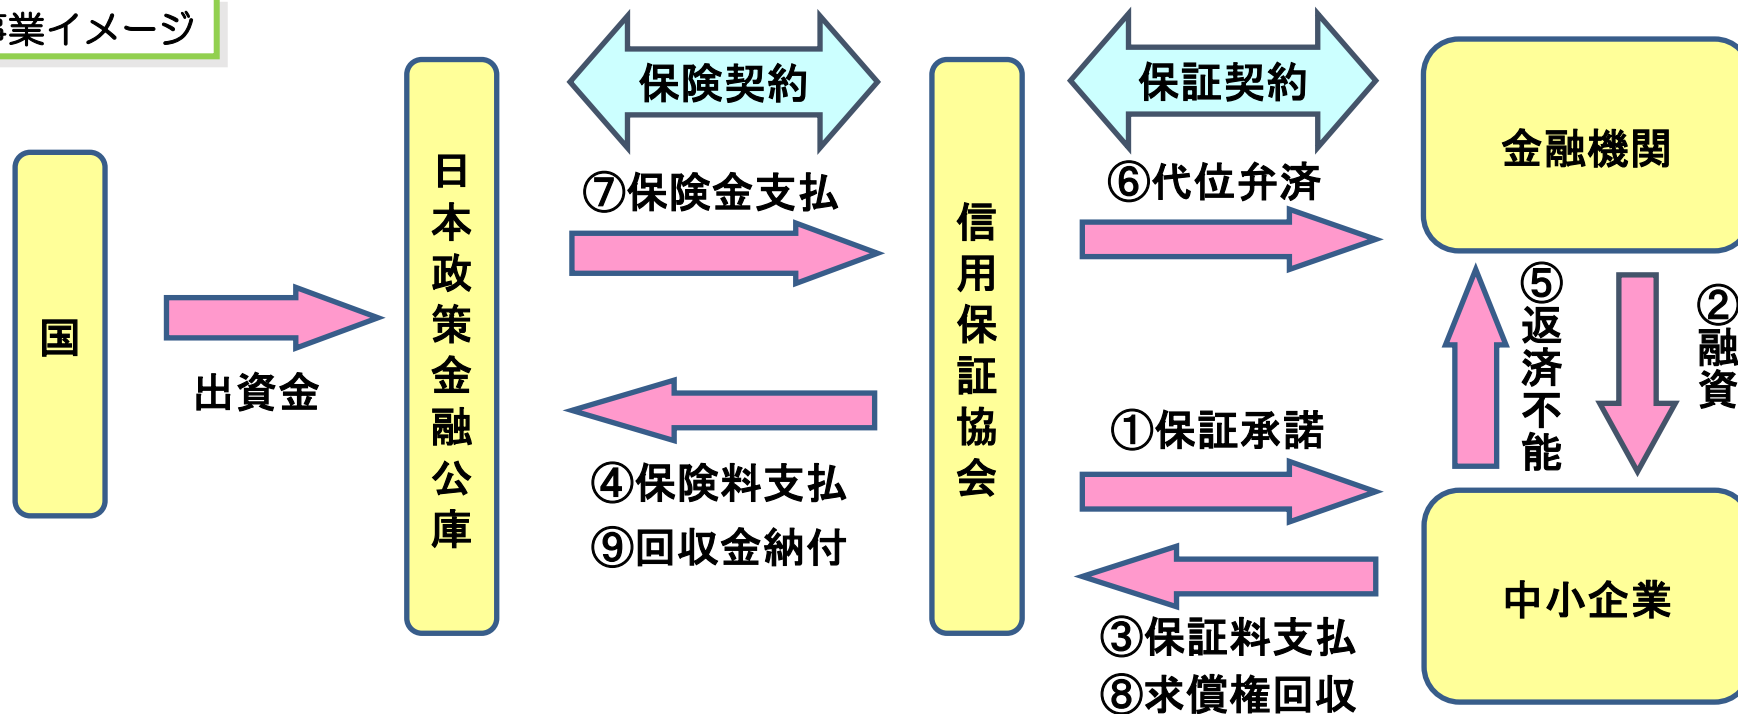 事業イメージ
国
出資金
日本政策金融公庫
保険契約
⑦保険金支払
④保険料支払
⑨回収金納付
信用保証協会
保証契約
⑥代位弁済
①保証承諾
③保証料支払
⑧求償権回収
金融機関
⑤返済不能
②融資
中小企業